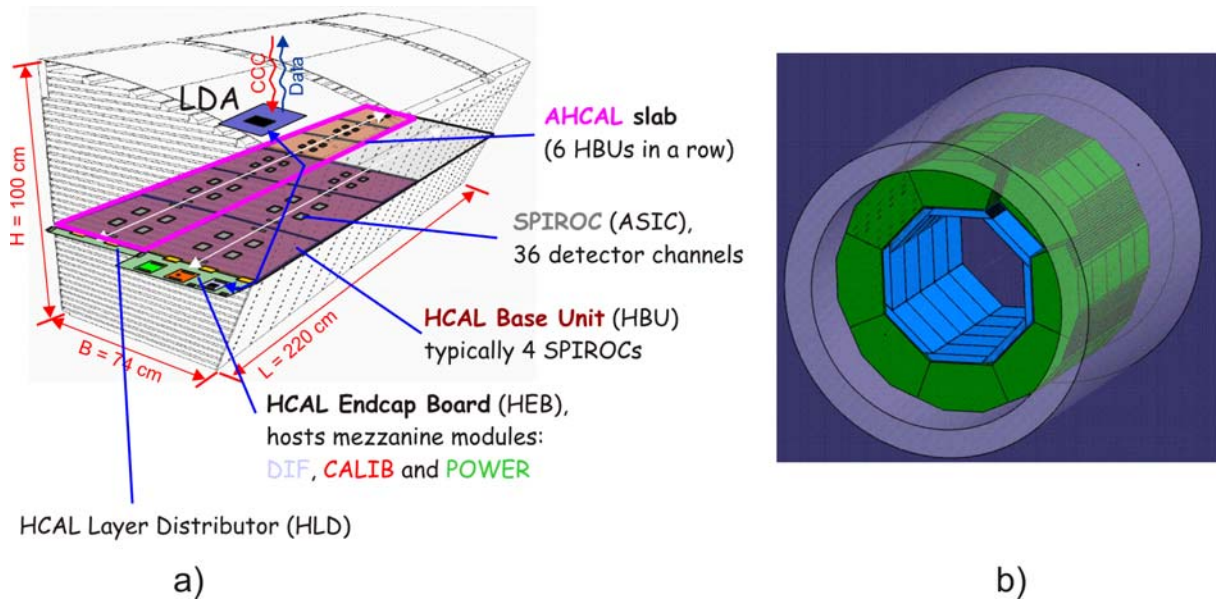 CCC
Data
LDA
H = 100 cm
AHCAL slab
(6 HBUs in a row)
SPIROC (ASIC),
36 detector channels
HCAL Base Unit (HBU)
typically 4 SPIROCs
L = 220 cm
B = 74 cm
HCAL Endcap Board (HEB),
hosts mezzanine modules:
DIF, CALIB and POWER
HCAL Layer Distributor (HLD)
a)
b)